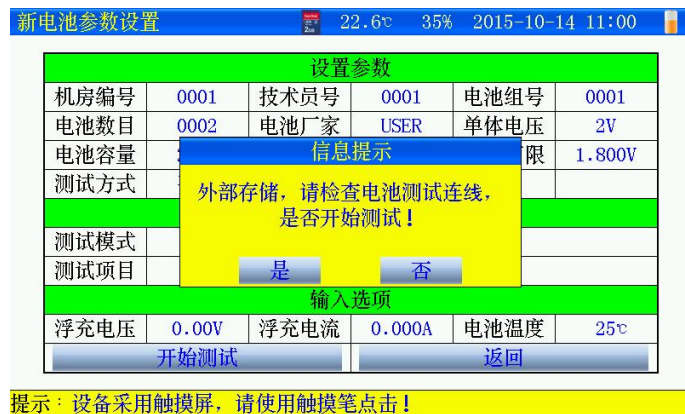 新电池参数设置 22.6℃ 35% 2015-10-14 11:00
设置参数
机房编号 0001 技术员号 0001 电池组号 0001
电池数目 0002 电池厂家 USER 单体电压 2V
电池容量 限 1.800V
信息提示
测试方式
外部存储，请检查电池测试连线，
是否开始测试！
是 否
测试模式
测试项目
输入选项
浮充电压 0.00V 浮充电流 0.000A 电池温度 25℃
开始测试 返回
提示：设备采用触摸屏，请使用触摸笔点击！